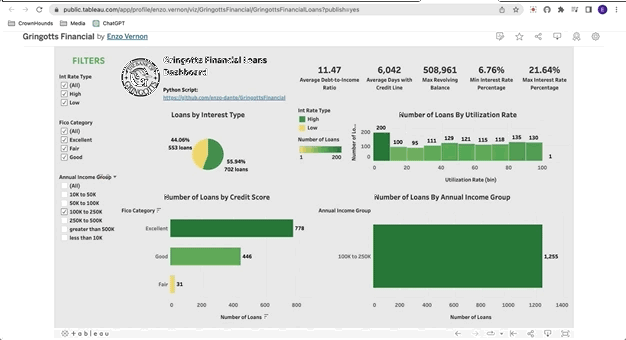 public.tableau.com/app/profile/enzo.vernon/viz/GringottsFinancial/GringottsFinancialLoans?publish=yes
CrownHounds
Media
ChatGPT
Gringotts Financial by Enzo Vernon
FILTERS
Int Rate Type
(All)
High
Low
Fico Category
(All)
Excellent
Fair
Good
Annual Income Group
(All)
10K to 50K
50K to 100K
100K to 250K
250K to 500K
greater than 500K
less than 10K
Gringotts Financial Loans
Dashboard
Python Script:
https://github.com/enzo-dante/GringottsFinancial
11.47
Average Debt-to-Income
Ratio
6,042
Average Days with
Credit Line
508,961
Max Revolving
Balance
6.76%
Min Interest Rate
Percentage
21.64%
Max Interest Rate
Percentage
Loans by Interest Type
44.06%
553 loans
55.94%
702 loans
Int Rate Type
High
Low
Number of Loans
1
200
Number of Loans By Utilization Rate
Number of Lo...
200
100
0
200
100
95
111
129
121
115
118
135
130
1
0
20
40
60
80
100
Utilization Rate (bin)
Number of Loans by Credit Score
Fico Category
Excellent
778
Good
446
Fair
31
0
200
400
600
800
Number of Loans
Number of Loans By Annual Income Group
Annual Income Group
100K to 250K
1,255
0
200
400
600
800
1000
1200
1400
Number of Loans
+ a b l e a u